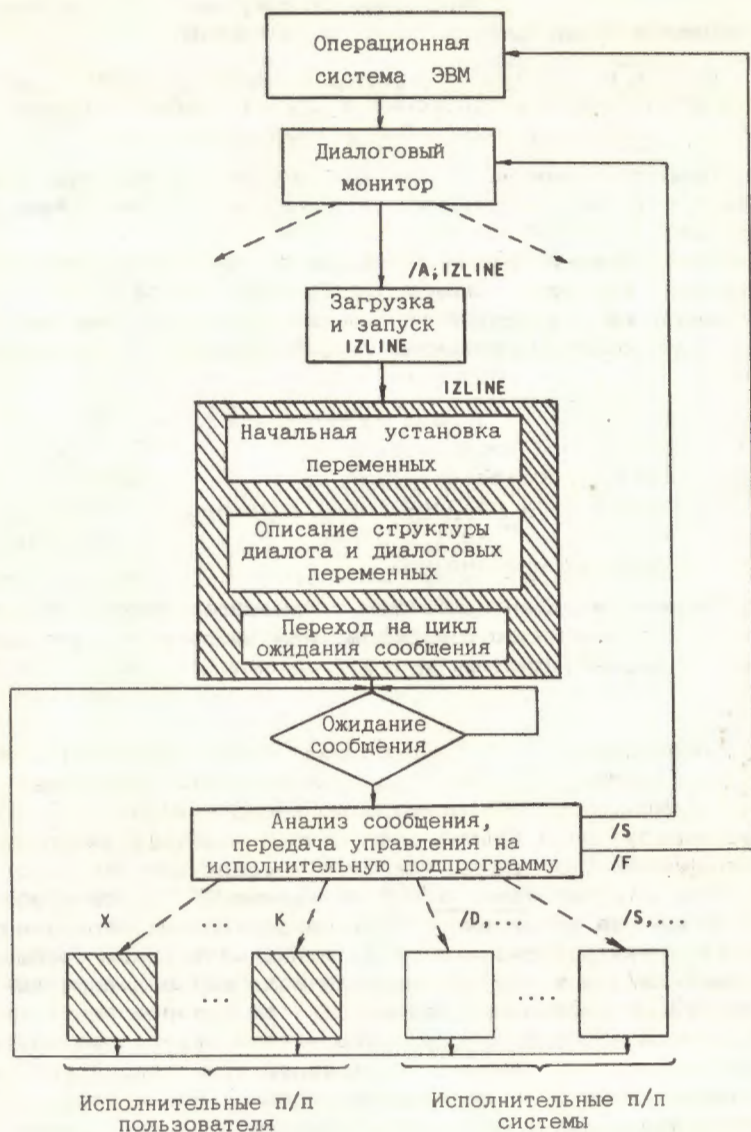 Операционная
система ЭВМ
Диалоговый
монитор
/A,IZLINE
Загрузка
и запуск
IZLINE
IZLINE
Начальная установка
переменных
Описание структуры
диалога и диалоговых
переменных
Переход на цикл
ожидания сообщения
Ожидание
сообщения
Анализ сообщения,
передача управления на
исполнительную подпрограмму
/S
/F
X
K
/D,...
/S,...
...
....
Исполнительные п/п
пользователя
Исполнительные п/п
системы